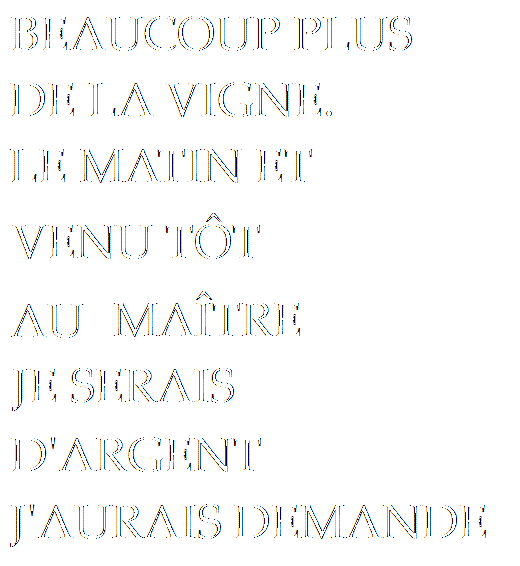 BEAUCOUP PLUS
DE LA VIGNE.
LE MATIN ET
VENU TÔT
AU MAÎTRE
JE SERAIS
D'ARGENT
J'AURAIS DEMANDE